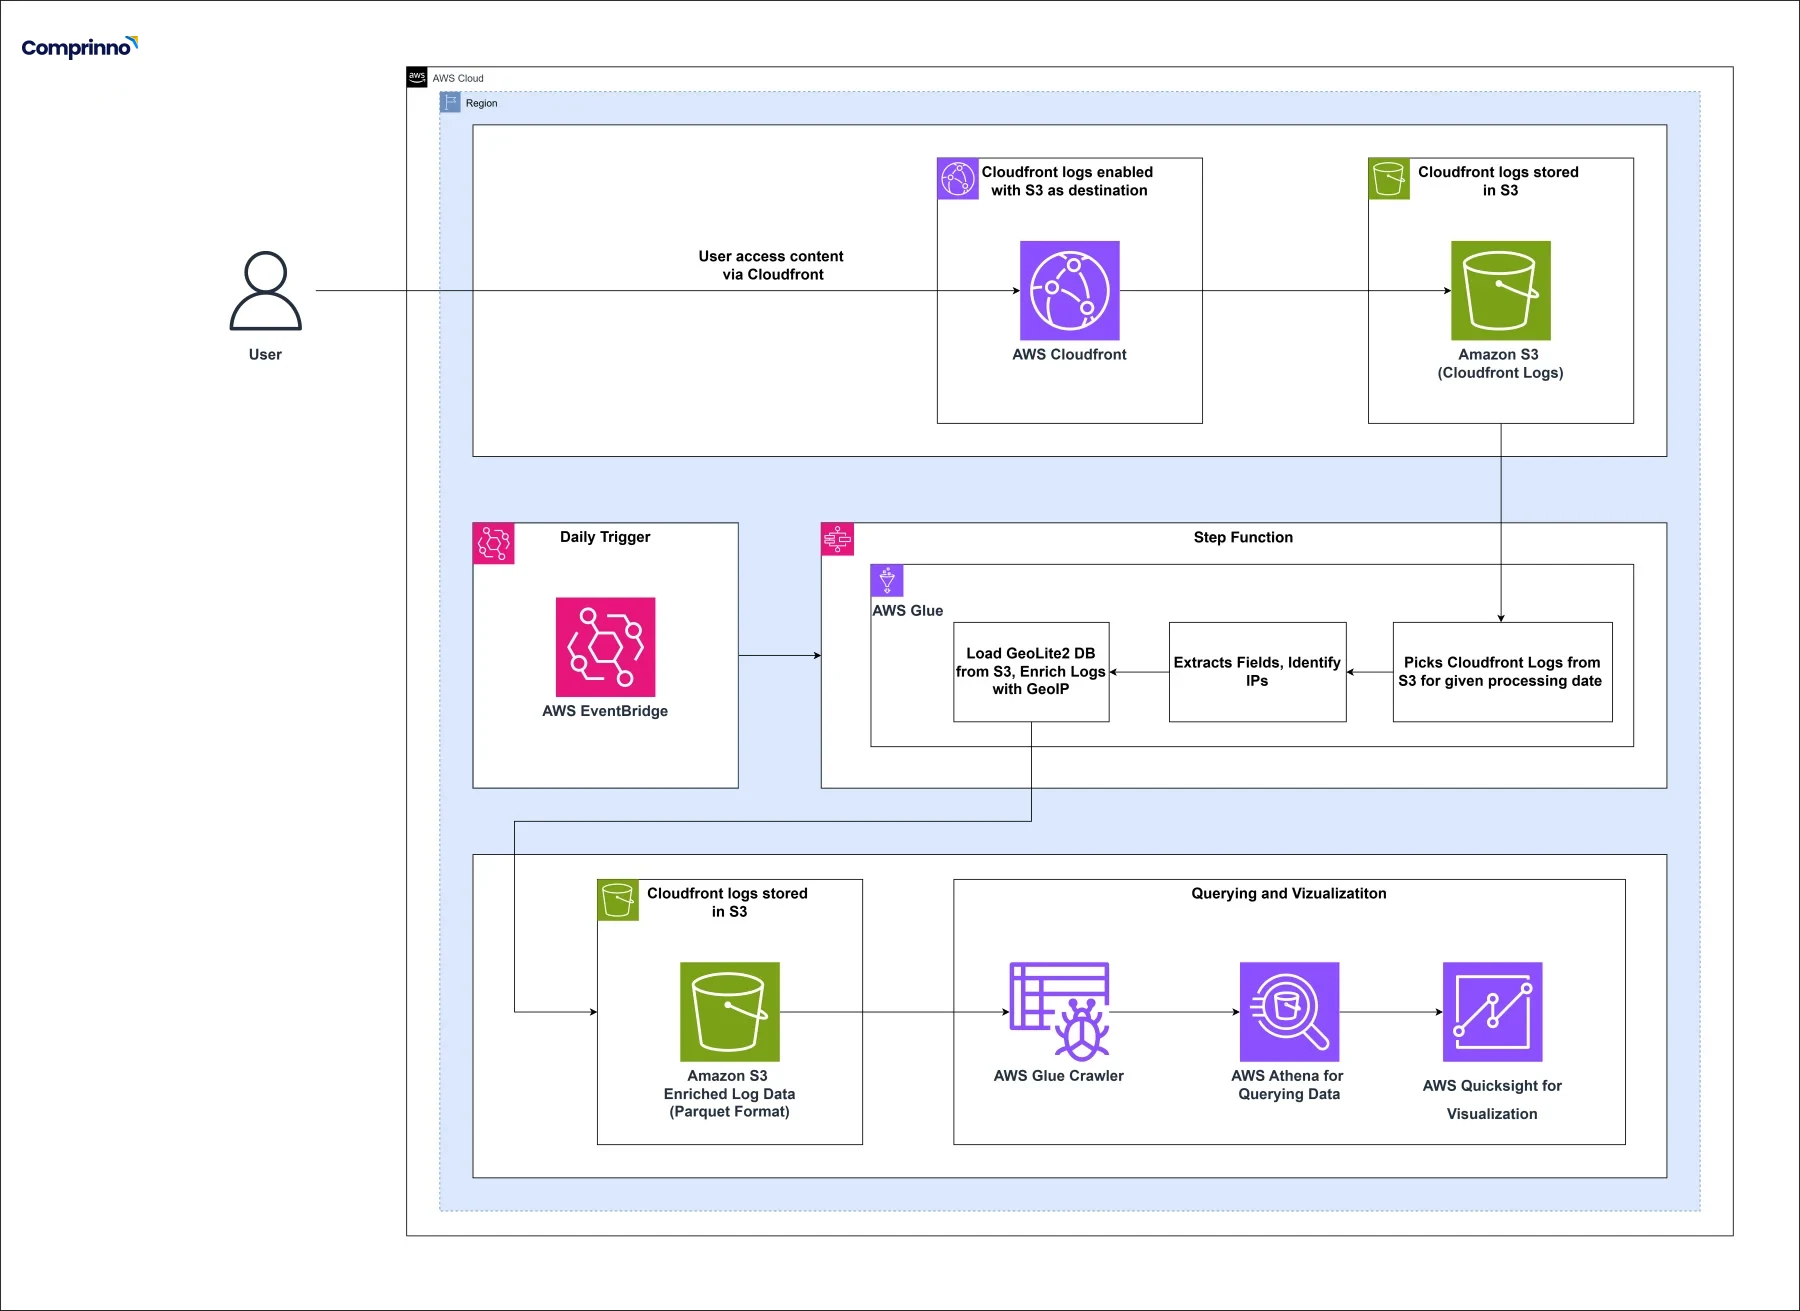 Comprinno
aws
AWS Cloud
Region
Cloudfront logs enabled
with S3 as destination
Cloudfront logs stored
in S3
User access content
via Cloudfront
User
AWS Cloudfront
Amazon S3
(Cloudfront Logs)
Daily Trigger
AWS EventBridge
Step Function
AWS Glue
Load GeoLite2 DB
from S3, Enrich Logs
with GeoIP
Extracts Fields, Identify
IPs
Picks Cloudfront Logs from
S3 for given processing date
Cloudfront logs stored
in S3
Amazon S3
Enriched Log Data
(Parquet Format)
Querying and Vizualizatiton
AWS Glue Crawler
AWS Athena for
Querying Data
AWS Quicksight for
Visualization